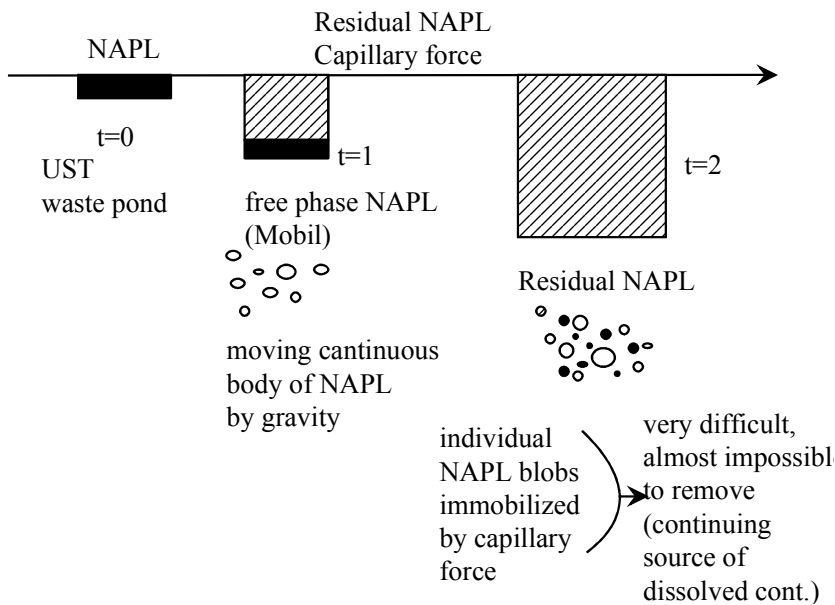 NAPL
Residual NAPL
Capillary force
t=0
t=1
t=2
UST
waste pond
free phase NAPL
(Mobil)
Residual NAPL
moving cantinuous
body of NAPL
by gravity
individual
NAPL blobs
immobilized
by capillary
force
very difficult,
almost impossible
to remove
(continuing
source of
dissolved cont.)